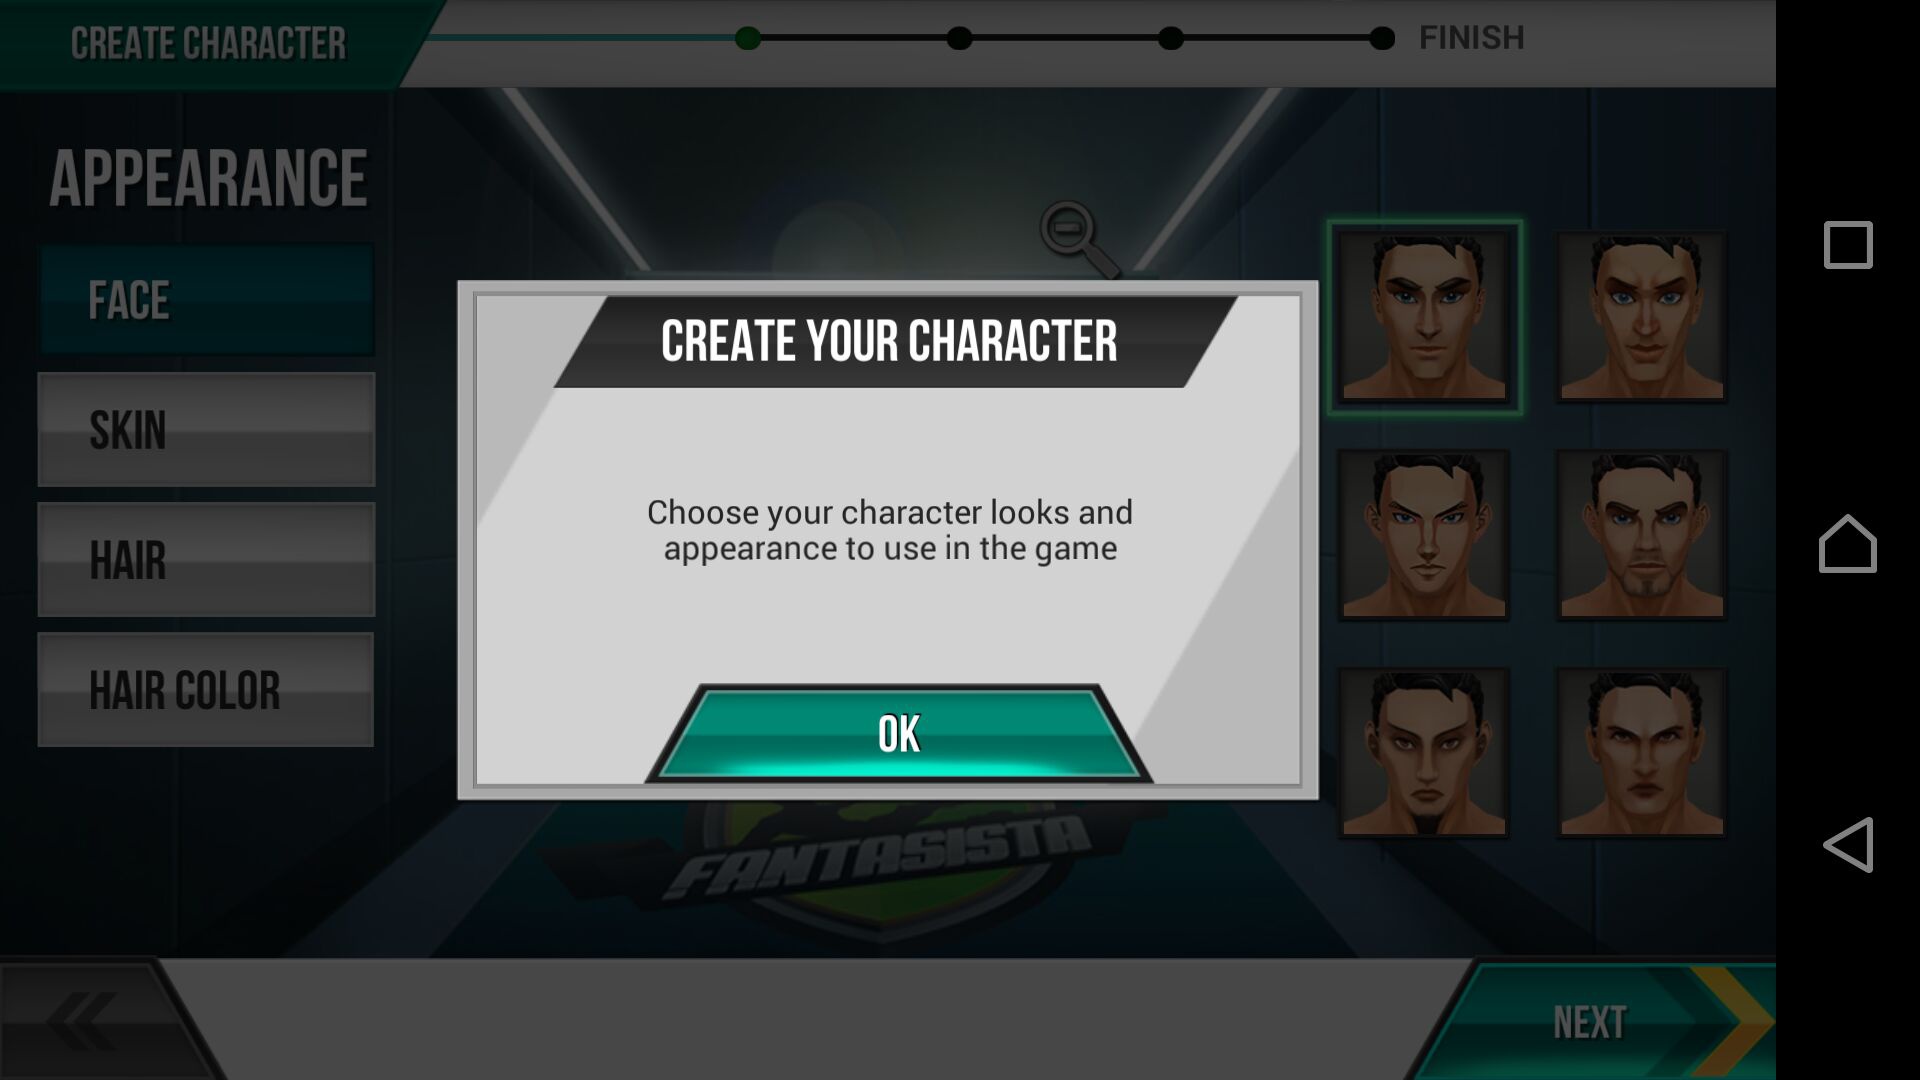 CREATE CHARACTER
FINISH
APPEARANCE
FACE
SKIN
HAIR
HAIR COLOR
CREATE YOUR CHARACTER
Choose your character looks and
appearance to use in the game
OK
FANTASISTA
NEXT